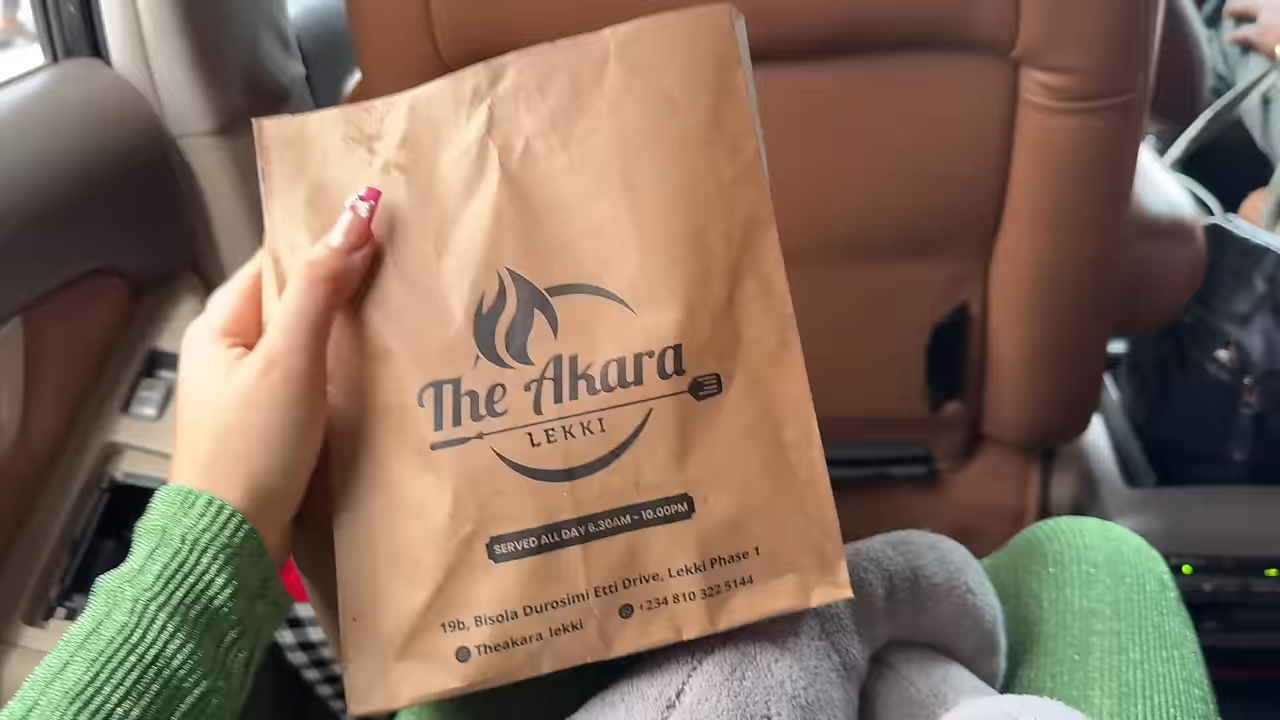 The Akara
LEKKI
SERVED ALL DAY 6.30AM - 10.00PM
19b, Bisola Durosimi Etti Drive, Lekki Phase 1
Theakara_lekki +234 810 322 5144